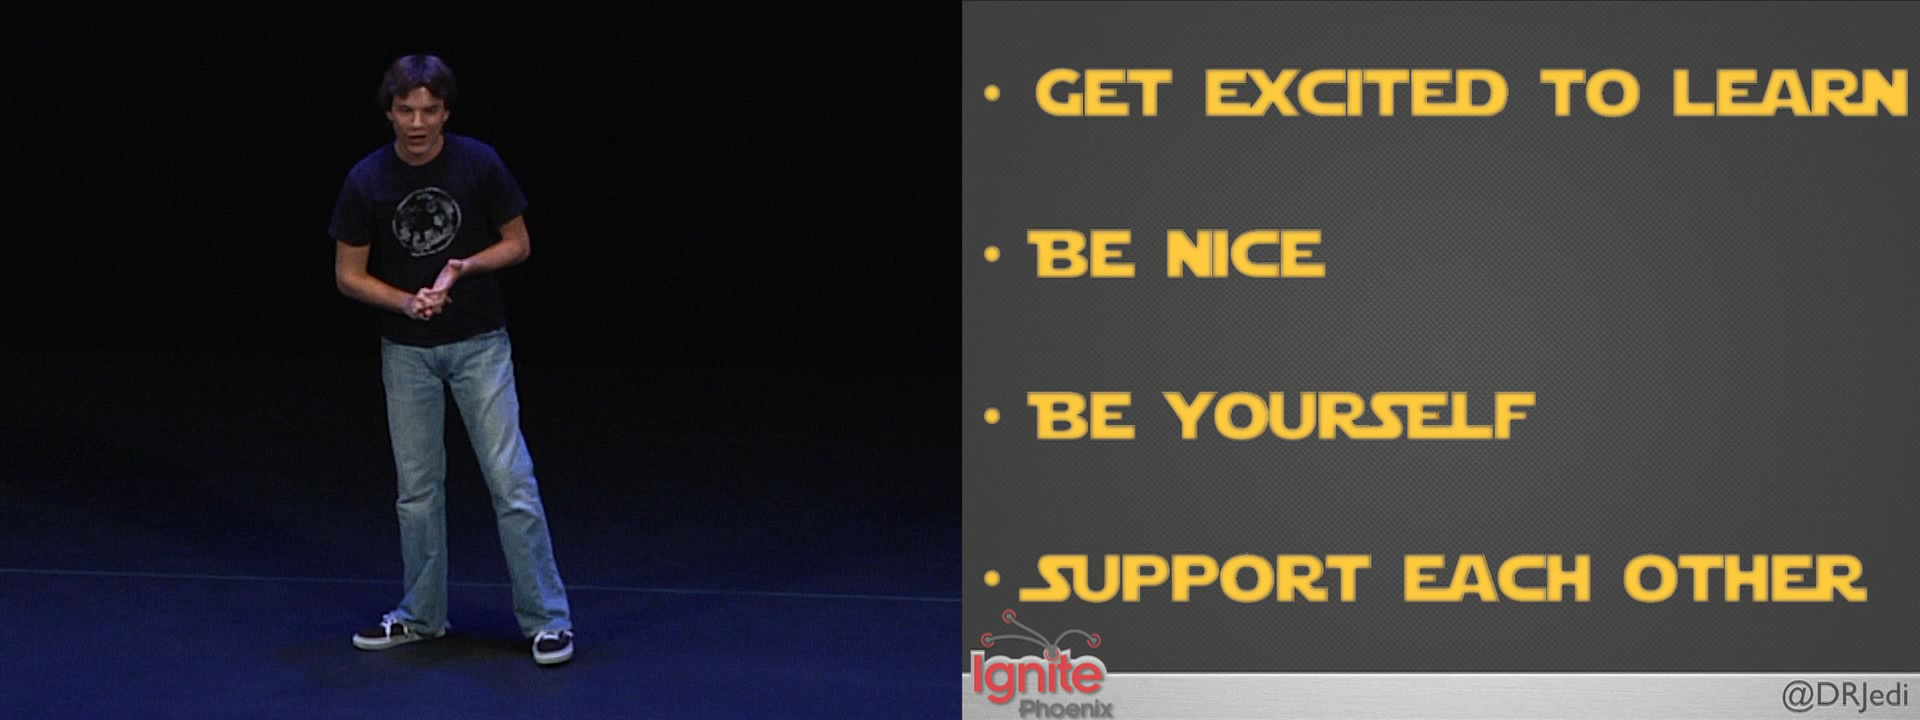 • GET EXCITED TO LEARN
• BE NICE
• BE YOURSELF
• SUPPORT EACH OTHER
Ignite
Phoenix
@DRJedi